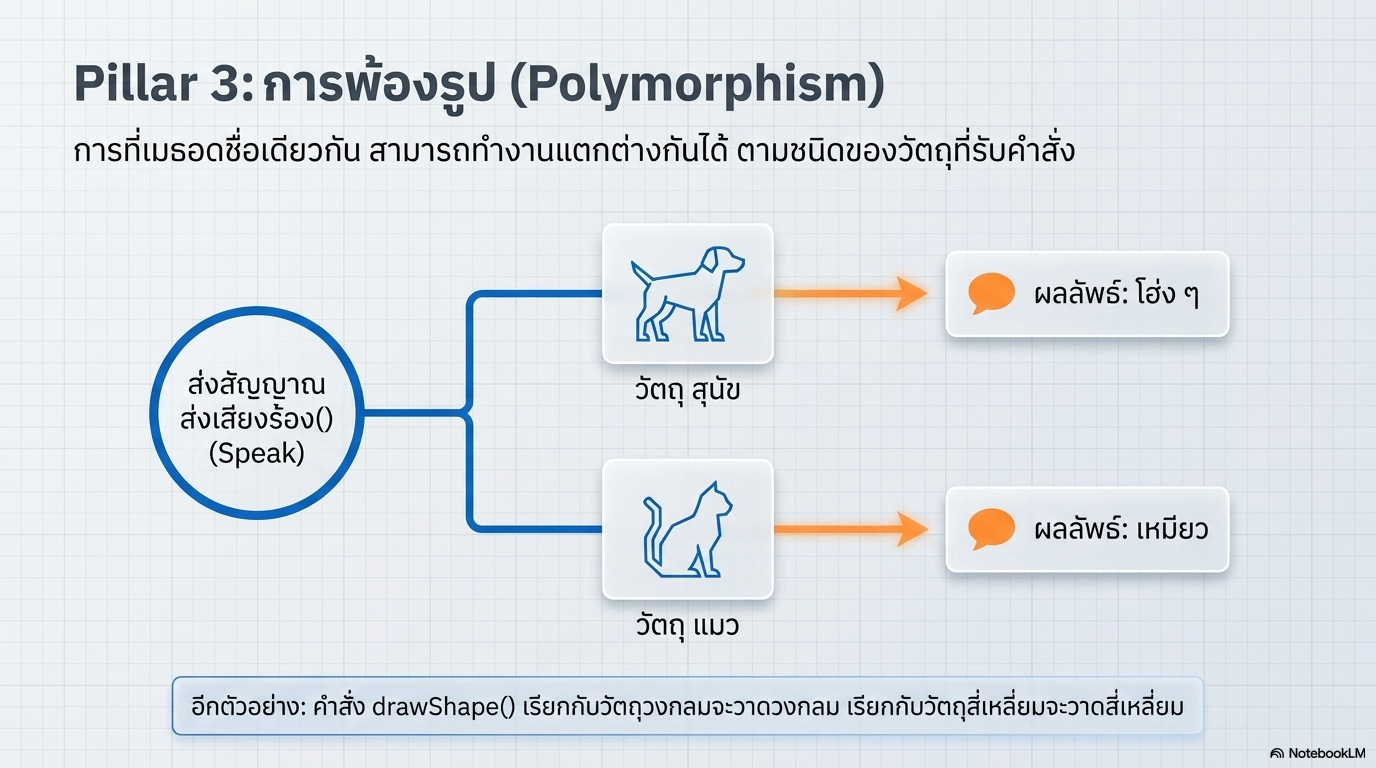 Pillar 3: การพ้องรูป (Polymorphism)
การที่เมธอดชื่อเดียวกัน สามารถทำงานแตกต่างกันได้ ตามชนิดของวัตถุที่รับคำสั่ง
ส่งสัญญาณ
ส่งเสียงร้อง()
(Speak)
วัตถุ สุนัข
ผลลัพธ์: โฮ่ง ๆ
วัตถุ แมว
ผลลัพธ์: เหมียว
อีกตัวอย่าง: คำสั่ง drawShape() เรียกกับวัตถุวงกลมจะวาดวงกลม เรียกกับวัตถุสี่เหลี่ยมจะวาดสี่เหลี่ยม
NotebookLM